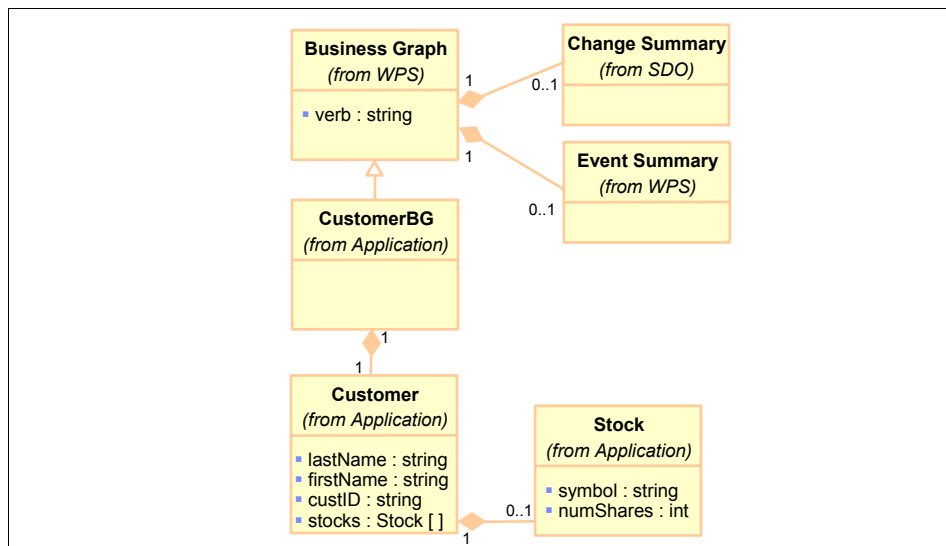 Business Graph
(from WPS)
verb : string
1
0..1
Change Summary
(from SDO)
1
0..1
Event Summary
(from WPS)
CustomerBG
(from Application)
1
1
Customer
(from Application)
lastName : string
firstName : string
custID : string
stocks : Stock [ ]
1
0..1
Stock
(from Application)
symbol : string
numShares : int